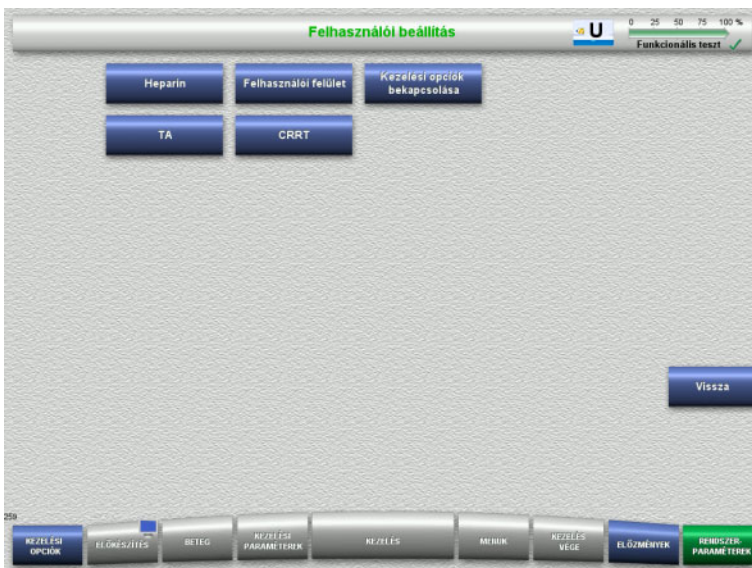 Felhasználói beállítás
U
0 25 50 75 100 %
Funkcionális teszt
Heparin
Felhasználói felület
Kezelési opciók
bekapcsolása
TA
CRRT
Vissza
259
KEZELÉSI
OPCIÓK
ELŐKÉSZÍTÉS
BETEG
KEZELÉSI
PARAMÉTEREK
KEZELÉS
MENÜK
KEZELÉS
VÉGE
ELŐZMÉNYEK
RENDSZER-
PARAMÉTEREK